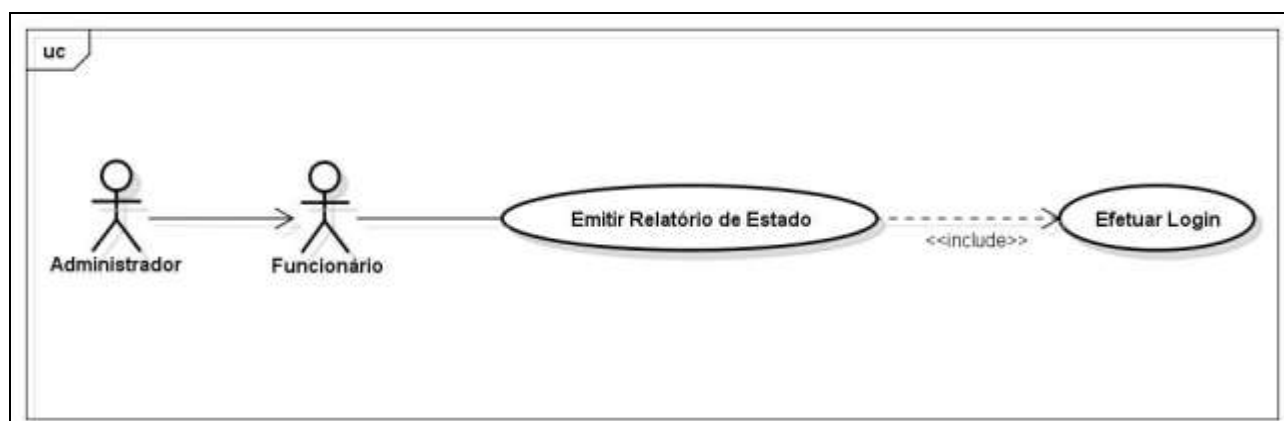 uc
Emitir Relatório de Estado
Efetuar Login
<<include>>
Administrador
Funcionário